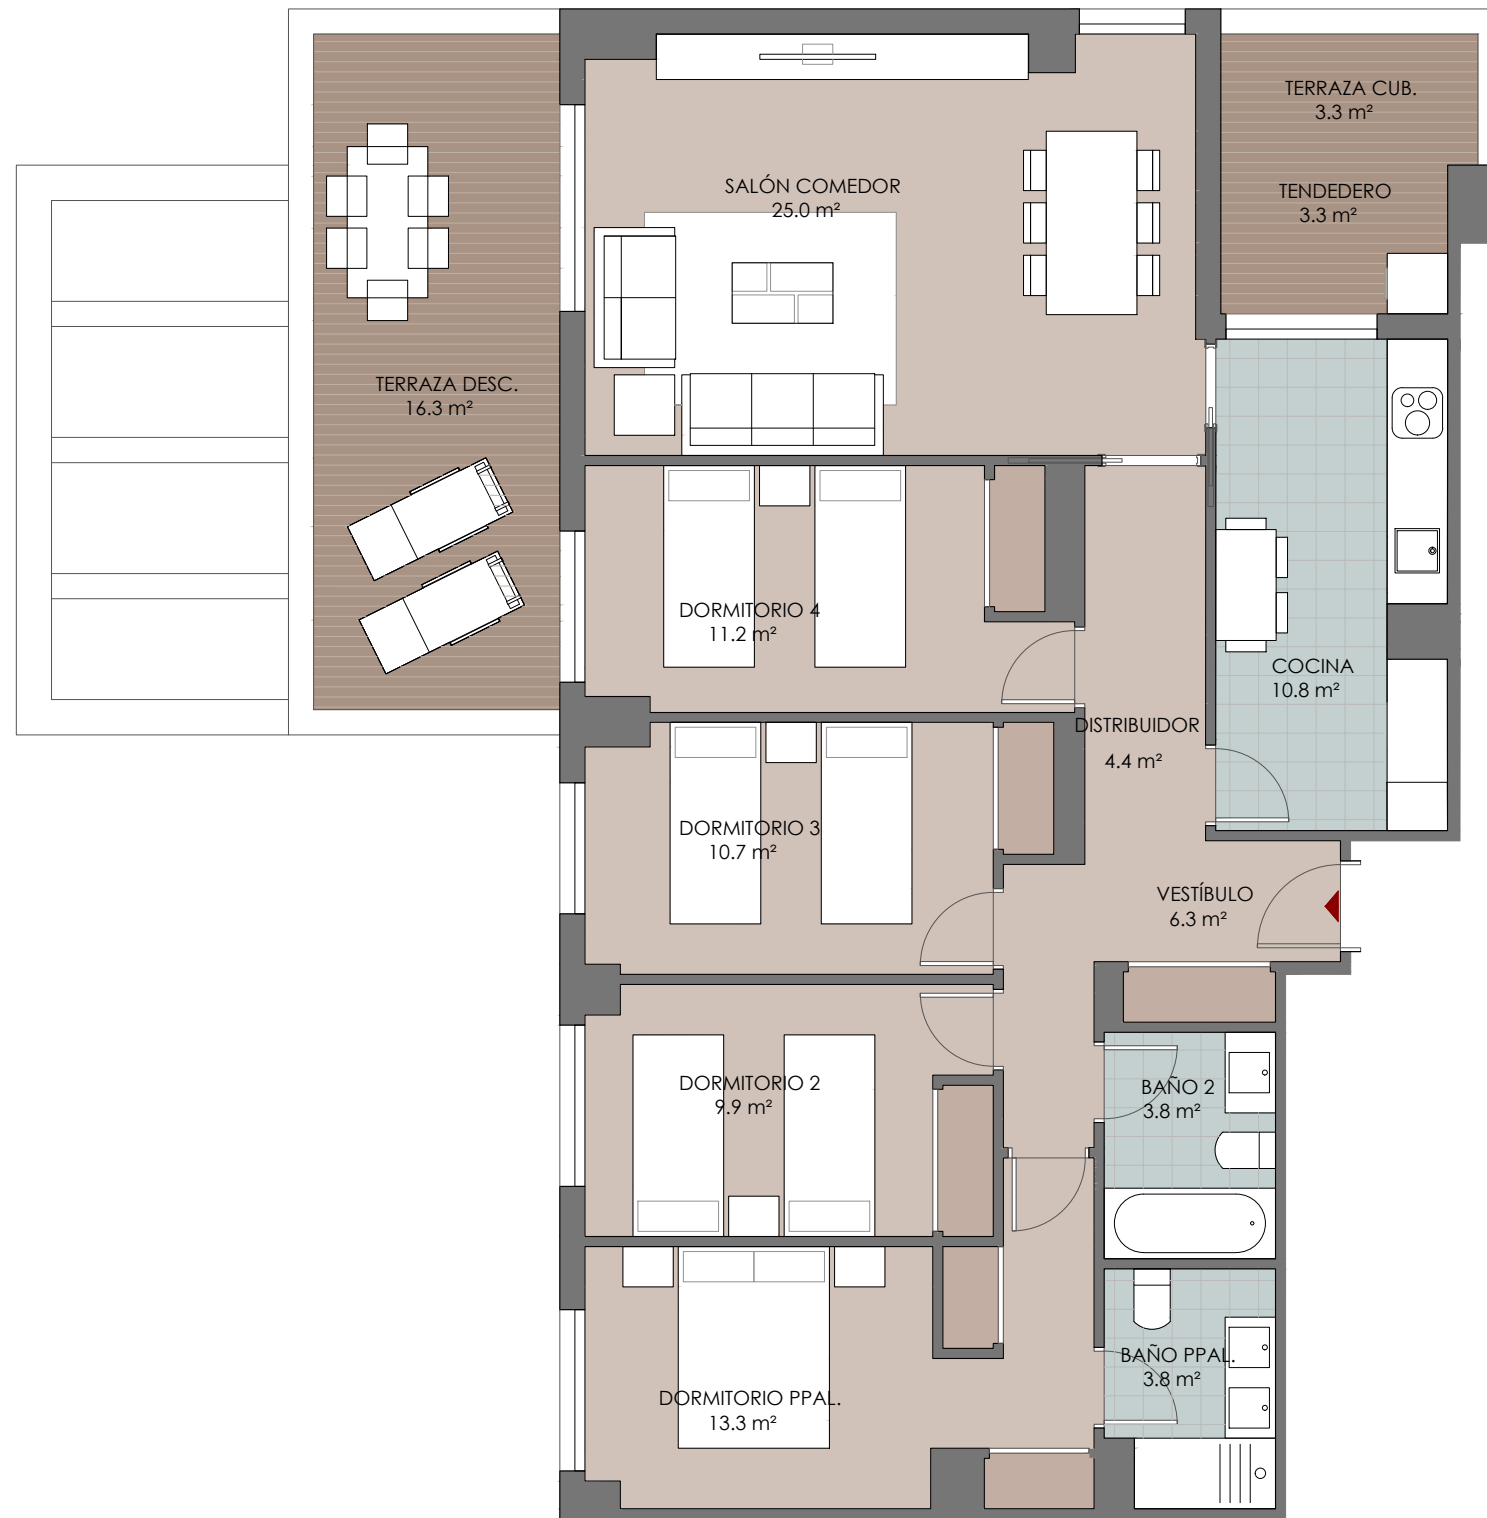 TERRAZA CUB.
3.3 m²
SALÓN COMEDOR
25.0 m²
TENDEDERO
3.3 m²
TERRAZA DESC.
16.3 m²
DORMITORIO 4
11.2 m²
COCINA
10.8 m²
DISTRIBUIDOR
4.4 m²
DORMITORIO 3
10.7 m²
VESTÍBULO
6.3 m²
DORMITORIO 2
9.9 m²
BAÑO 2
3.8 m²
BAÑO PPAL.
3.8 m²
DORMITORIO PPAL.
13.3 m²